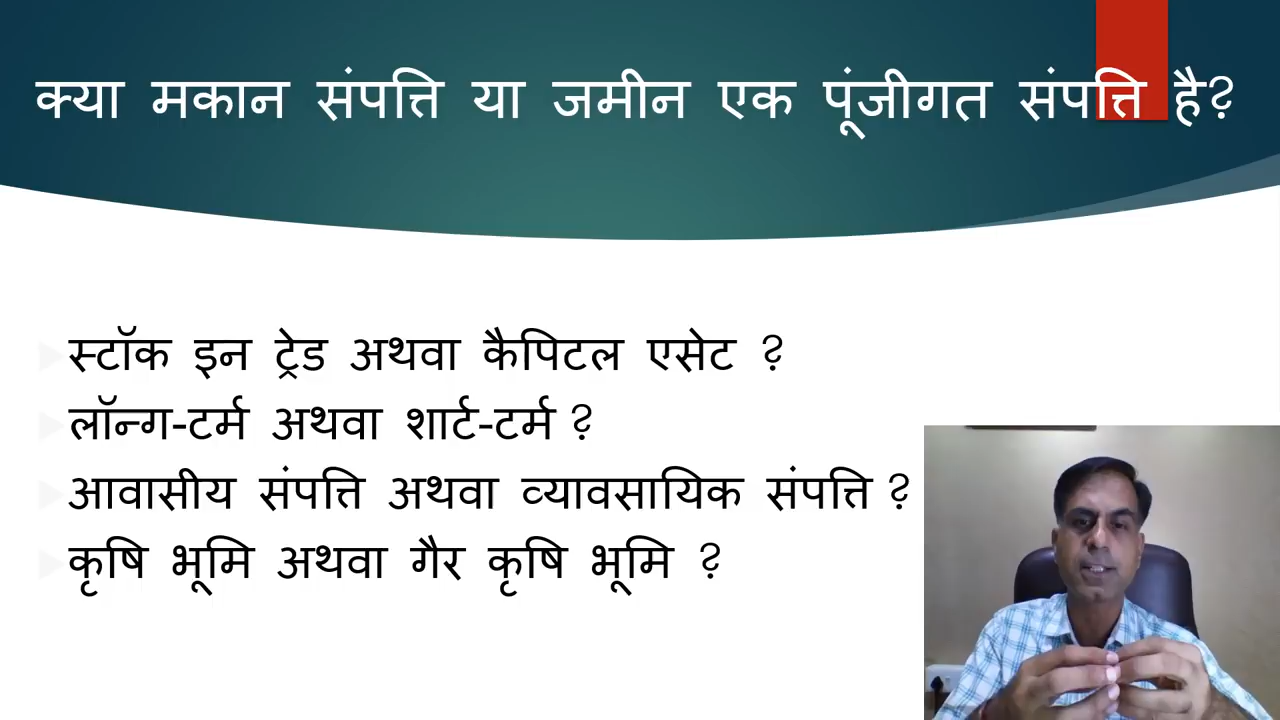 क्या मकान संपत्ति या जमीन एक पूंजीगत संपत्ति है?
स्टॉक इन ट्रेड अथवा कैपिटल एसेट ?
लॉन्ग-टर्म अथवा शार्ट-टर्म ?
आवासीय संपत्ति अथवा व्यावसायिक संपत्ति ?
कृषि भूमि अथवा गैर कृषि भूमि ?